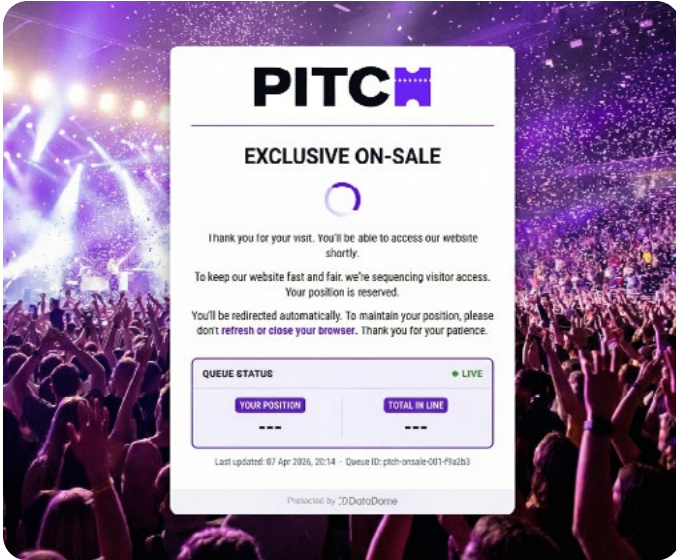 PITCH
EXCLUSIVE ON-SALE
Thank you for your visit. You'll be able to access our website
shortly.
To keep our website fast and fair, we're sequencing visitor access.
Your position is reserved.
You'll be redirected automatically. To maintain your position, please
don't refresh or close your browser. Thank you for your patience.
QUEUE STATUS
● LIVE
YOUR POSITION
TOTAL IN LINE
---
---
Last updated: 07 Apr 2026, 20:14 · Queue ID: ptch-onsale-001-f9a2b3
Protected by DataDome